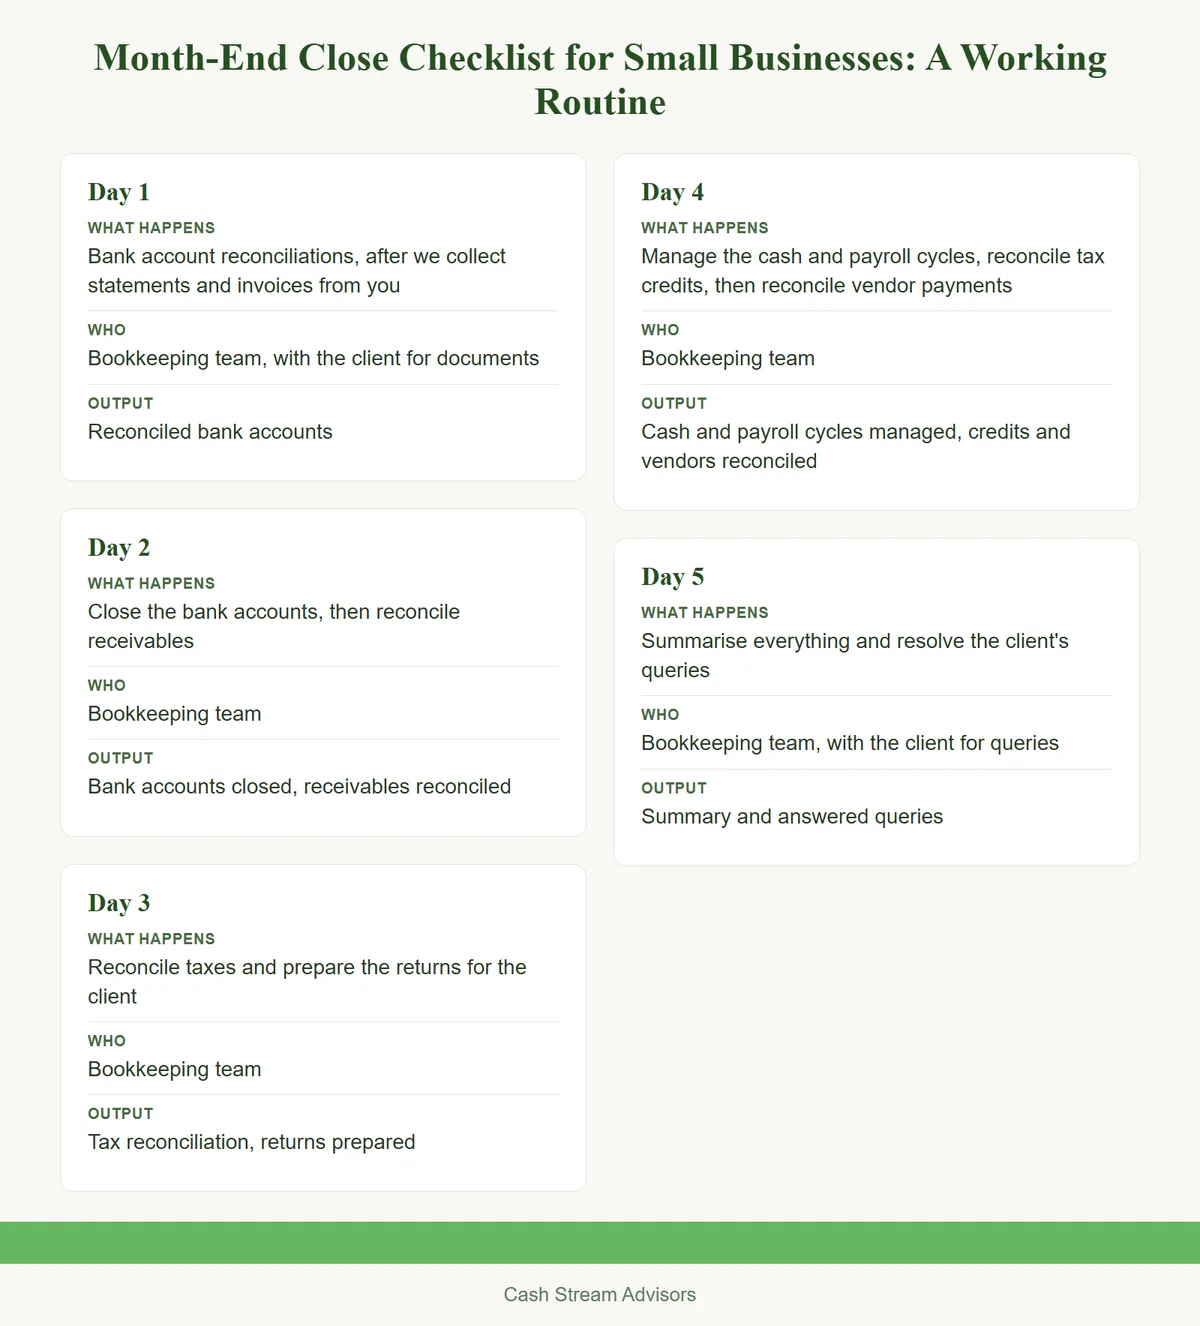 Month-End Close Checklist for Small Businesses: A Working
Routine
Day 1
WHAT HAPPENS
Bank account reconciliations, after we collect
statements and invoices from you
WHO
Bookkeeping team, with the client for documents
OUTPUT
Reconciled bank accounts
Day 2
WHAT HAPPENS
Close the bank accounts, then reconcile
receivables
WHO
Bookkeeping team
OUTPUT
Bank accounts closed, receivables reconciled
Day 3
WHAT HAPPENS
Reconcile taxes and prepare the returns for the
client
WHO
Bookkeeping team
OUTPUT
Tax reconciliation, returns prepared
Day 4
WHAT HAPPENS
Manage the cash and payroll cycles, reconcile tax
credits, then reconcile vendor payments
WHO
Bookkeeping team
OUTPUT
Cash and payroll cycles managed, credits and
vendors reconciled
Day 5
WHAT HAPPENS
Summarise everything and resolve the client's
queries
WHO
Bookkeeping team, with the client for queries
OUTPUT
Summary and answered queries
Cash Stream Advisors